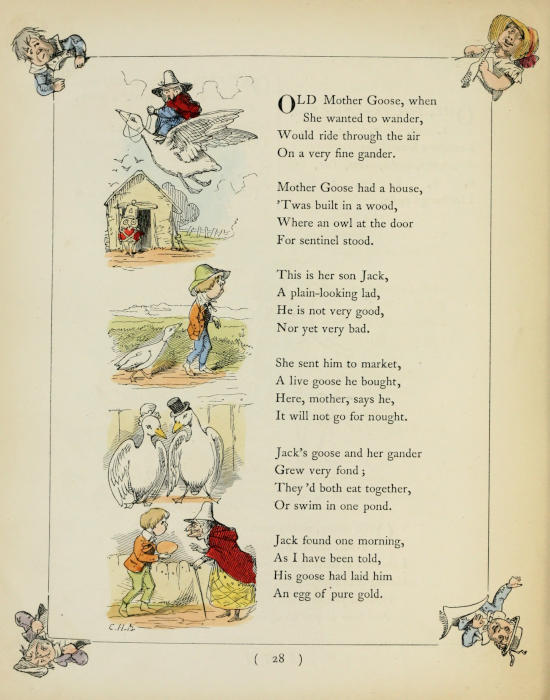 OLD Mother Goose, when
She wanted to wander,
Would ride through the air
On a very fine gander.
Mother Goose had a house,
'Twas built in a wood,
Where an owl at the door
For sentinel stood.
This is her son Jack,
A plain-looking lad,
He is not very good,
Nor yet very bad.
She sent him to market,
A live goose he bought,
Here, mother, says he,
It will not go for nought.
Jack's goose and her gander
Grew very fond;
They'd both eat together,
Or swim in one pond.
Jack found one morning,
As I have been told,
His goose had laid him
An egg of pure gold.
C.H.B.
( 28 )